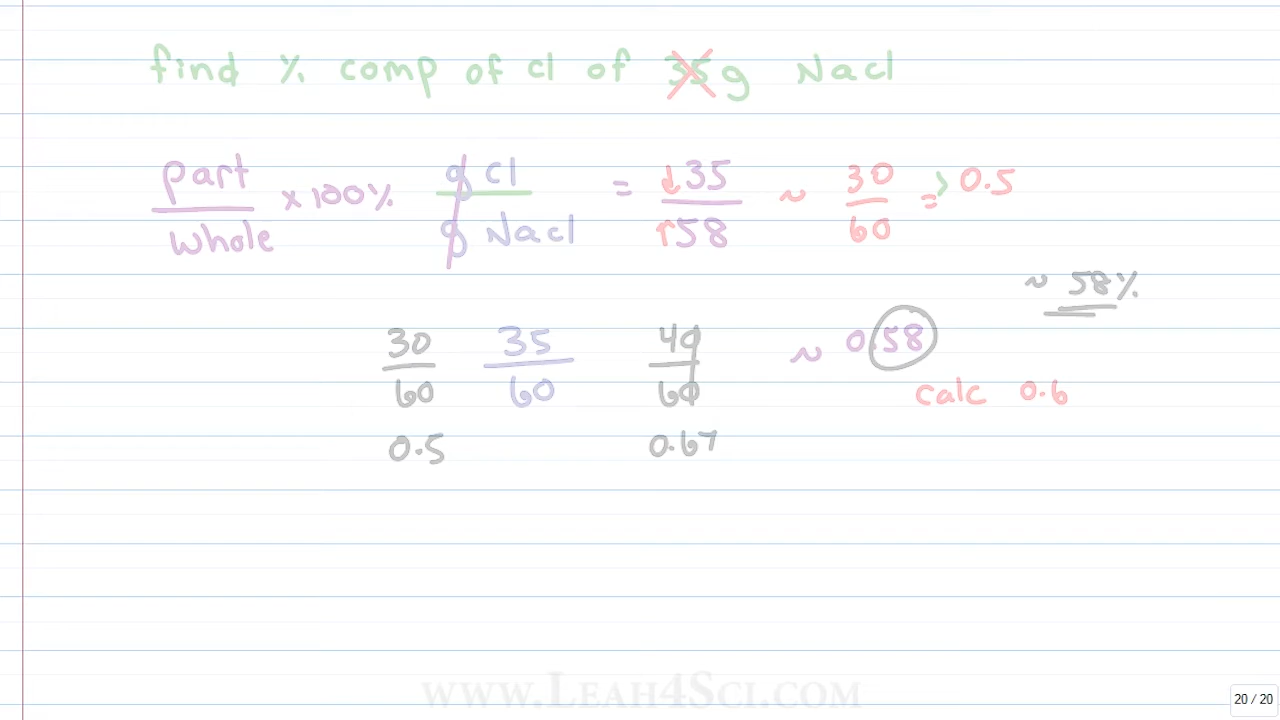 find % comp of cl of 35g Nacl
part/whole x 100% g Cl/g Nacl = ↓35/↑58 ~ 30/60 => 0.5
~ 58%
30/60 35/60 40/60 ~ 0.58
calc 0.6
0.5 0.67
www.Leah4Sci.com
20 / 20